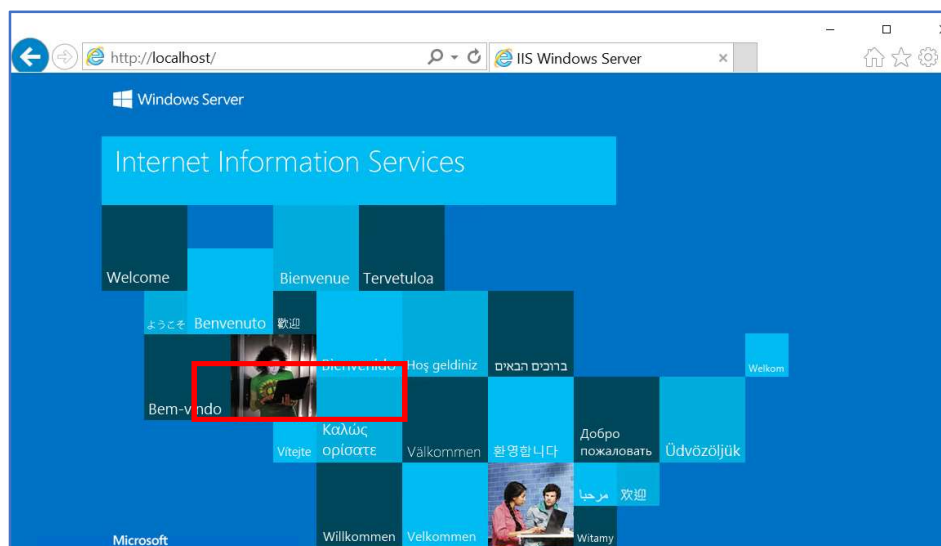 http://localhost/
IIS Windows Server
Windows Server
Internet Information Services
Welcome
Bienvenue
Tervetuloa
ようこそ
Benvenuto
歡迎
Bienvenido
Hoş geldiniz
ברוכים הבאים
Welkom
Bem-vindo
Vítejte
Καλώς
ορίσατε
Välkommen
환영합니다
Добро
пожаловать
Üdvözöljük
مرحبا
欢迎
Willkommen
Velkommen
Witamy
Microsoft